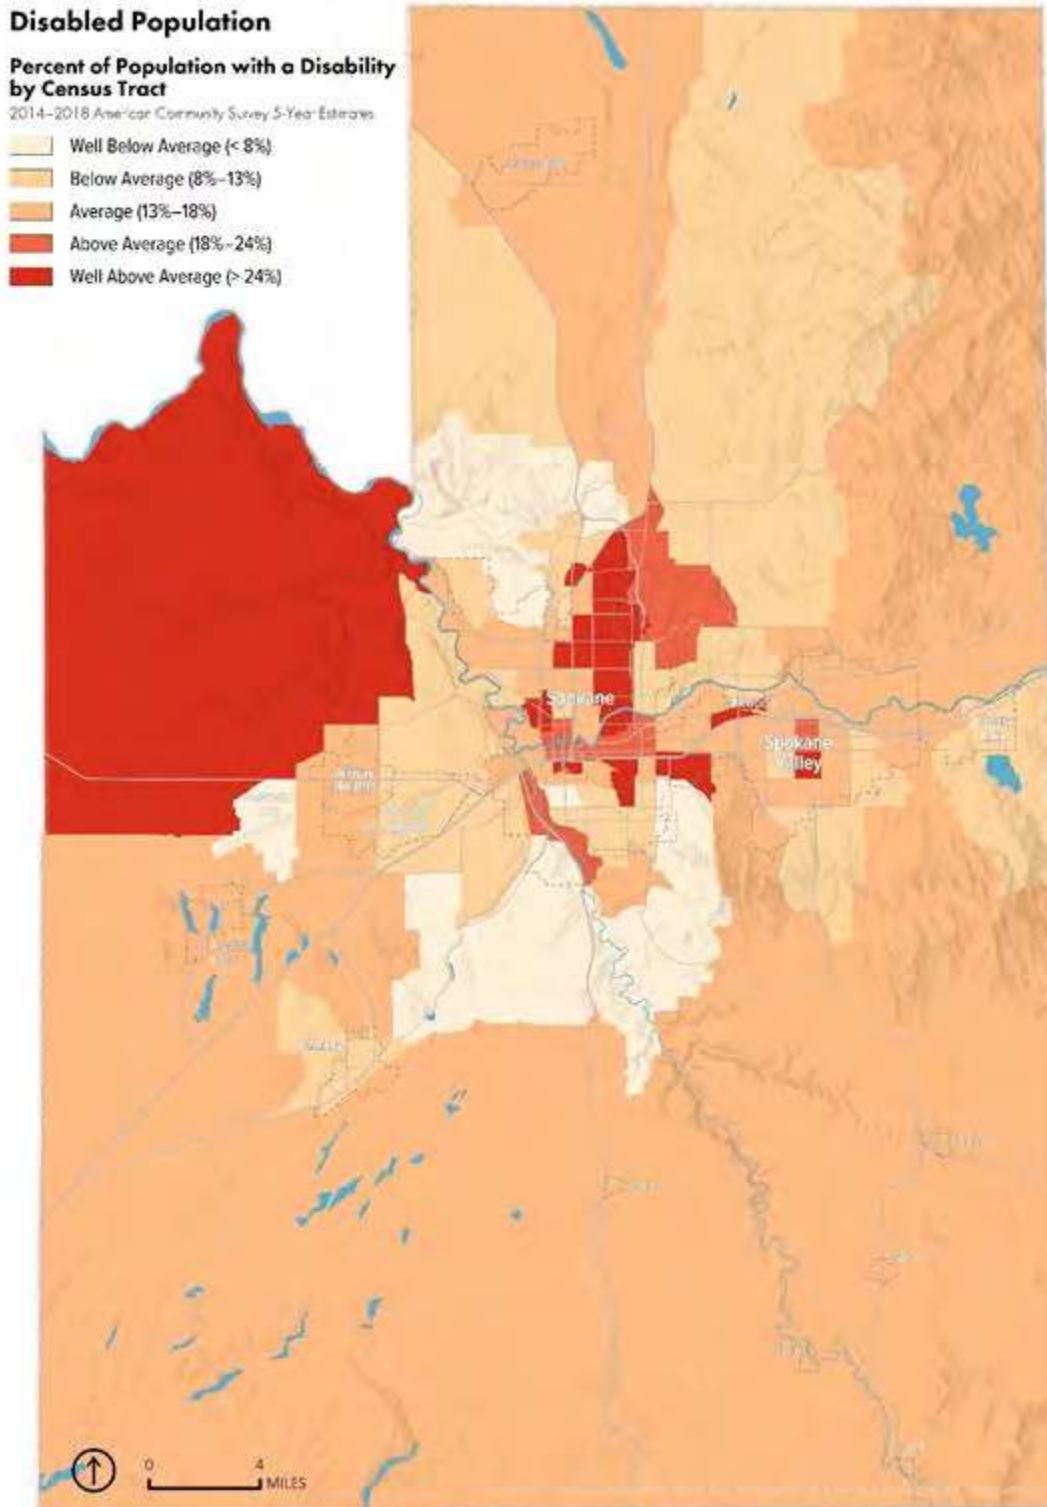 Disabled Population
Percent of Population with a Disability
by Census Tract
2014–2018 American Community Survey 5-Year Estimates
Well Below Average (< 8%)
Below Average (8%–13%)
Average (13%–18%)
Above Average (18%–24%)
Well Above Average (> 24%)
Spokane
Spokane
Valley
0 4
MILES